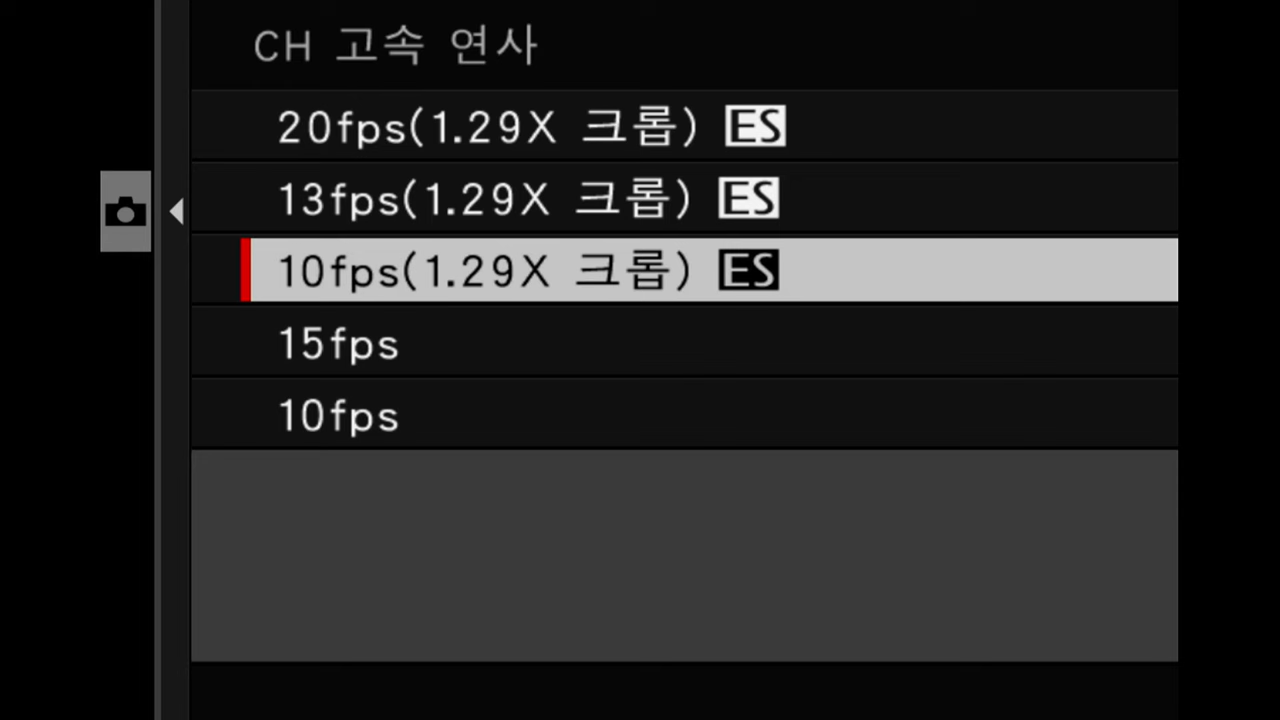 CH 고속 연사
20fps(1.29X 크롭) ES
13fps(1.29X 크롭) ES
10fps(1.29X 크롭) ES
15fps
10fps